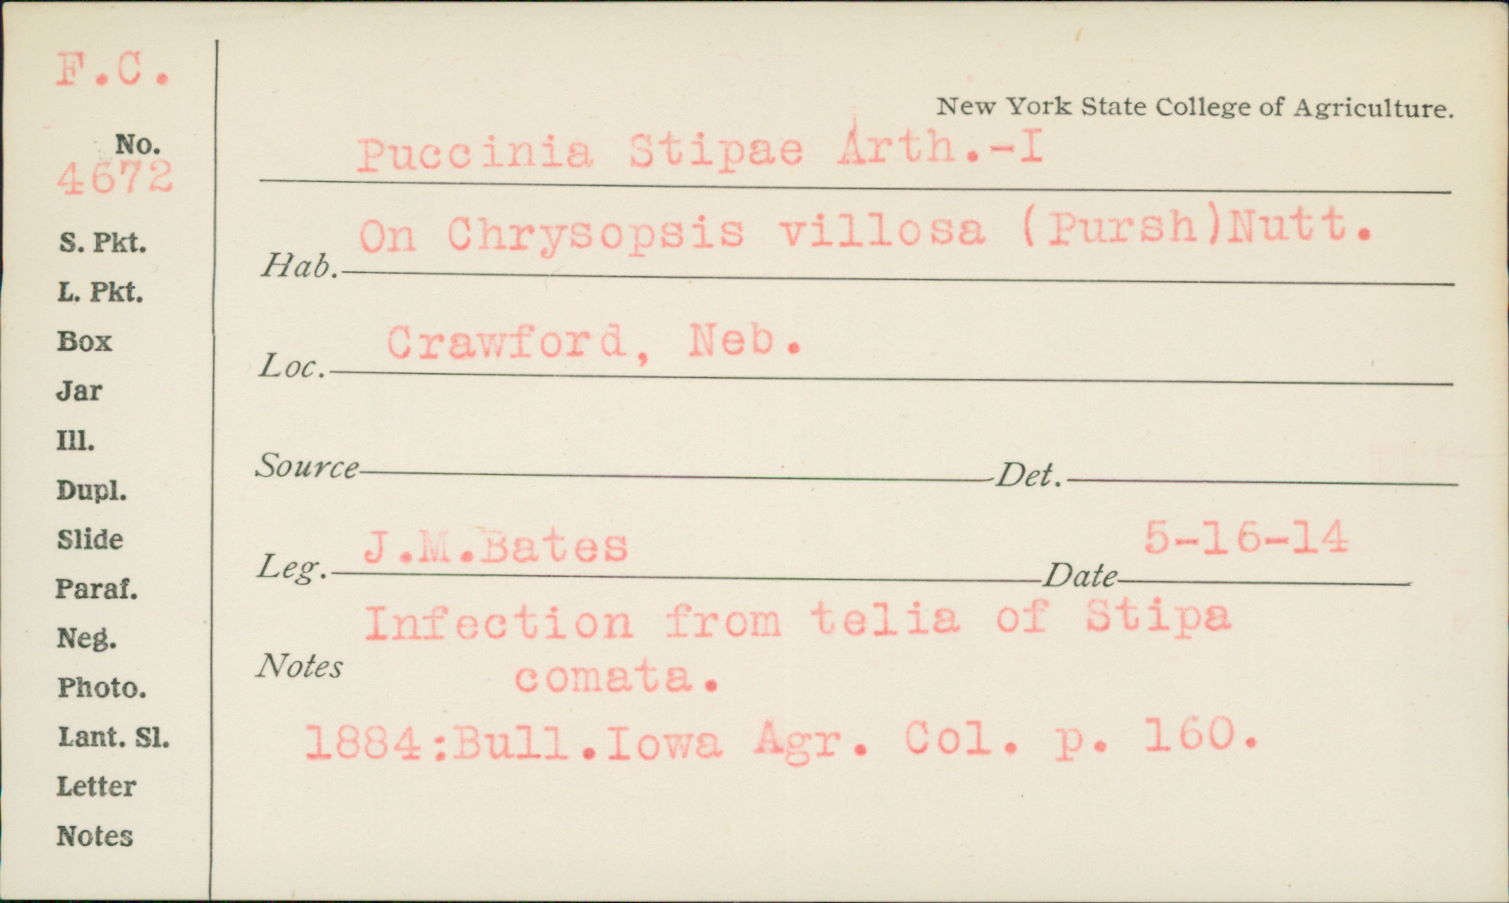 F.C.
No.
4672
S. Pkt.
L. Pkt.
Box
Jar
Ill.
Dupl.
Slide
Paraf.
Neg.
Photo.
Lant. Sl.
Letter
Notes
New York State College of Agriculture.
Puccinia Stipae Arth.-I
Hab. On Chrysopsis villosa (Pursh)Nutt.
Loc. Crawford, Neb.
Source Det.
Leg. J.M.Bates Date 5-16-14
Notes Infection from telia of Stipa
comata.
1884:Bull.Iowa Agr. Col. p. 160.